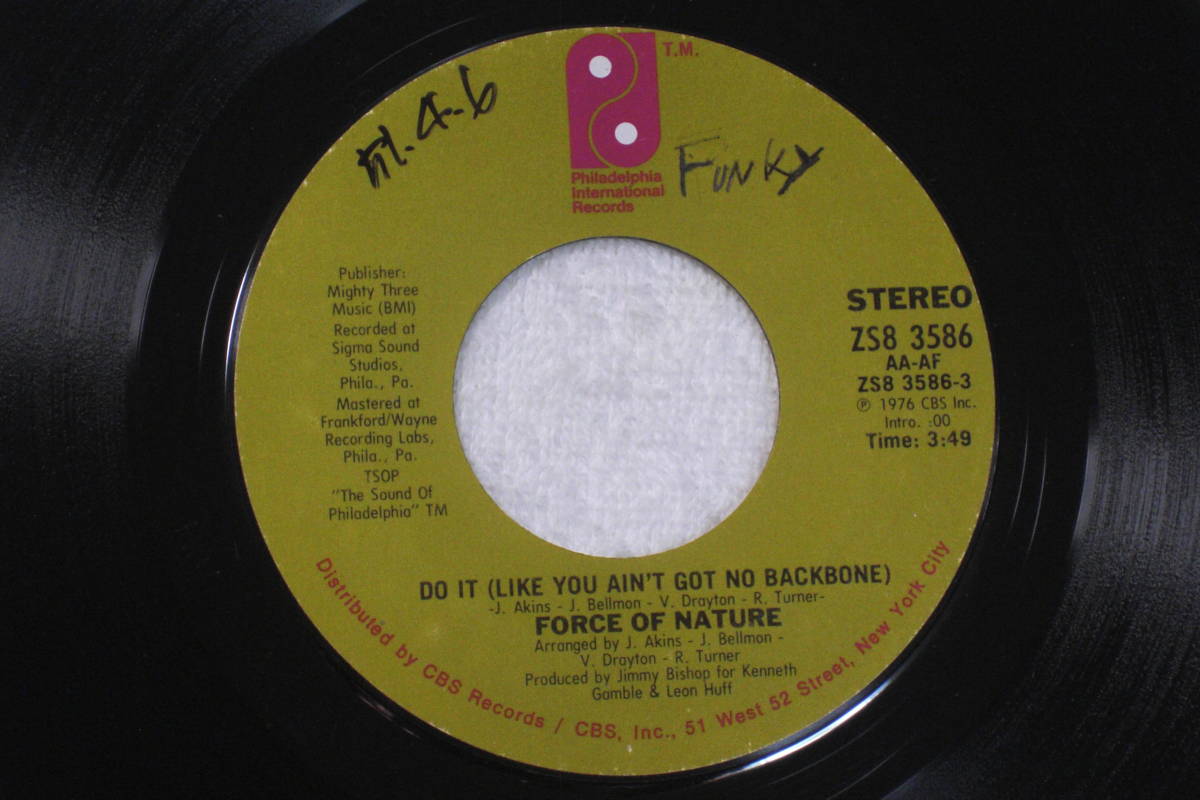 T.M.
Philadelphia
International
Records
FUNKY
Publisher:
Mighty Three
Music (BMI)
Recorded at
Sigma Sound
Studios,
Phila., Pa.
Mastered at
Frankford/Wayne
Recording Labs,
Phila., Pa.
TSOP
"The Sound Of
Philadelphia" TM
STEREO
ZS8 3586
AA-AF
ZS8 3586-3
Ⓟ 1976 CBS Inc.
Intro. :00
Time: 3:49
DO IT (LIKE YOU AIN'T GOT NO BACKBONE)
-J. Akins - J. Bellmon - V. Drayton - R. Turner-
FORCE OF NATURE
Arranged by J. Akins - J. Bellmon -
V. Drayton - R. Turner
Produced by Jimmy Bishop for Kenneth
Gamble & Leon Huff
Distributed by CBS Records / CBS, Inc., 51 West 52 Street, New York City